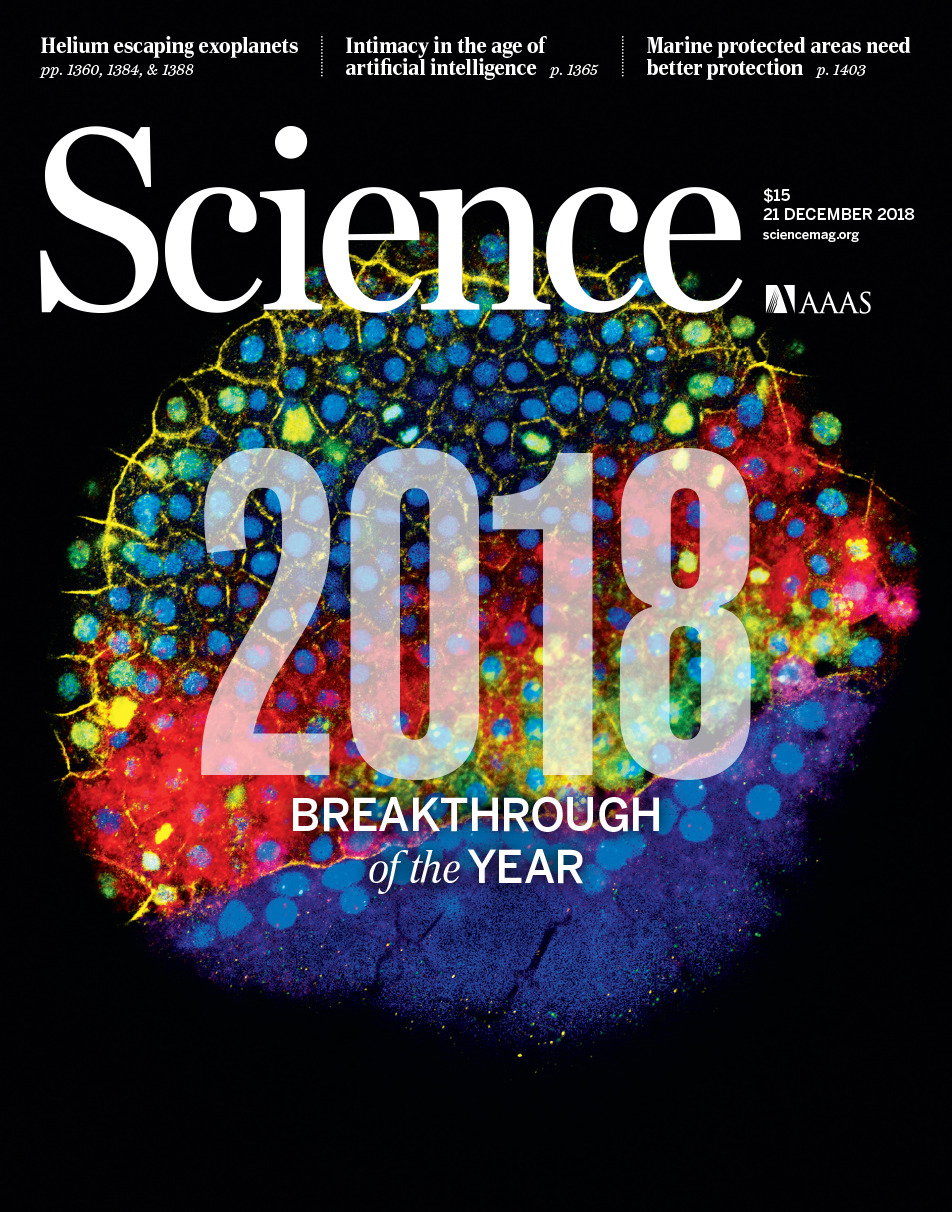 Helium escaping exoplanets
pp. 1360, 1384, & 1388
Intimacy in the age of
artificial intelligence p. 1365
Marine protected areas need
better protection p. 1403
Science
$15
21 DECEMBER 2018
sciencemag.org
AAAS
2018
BREAKTHROUGH
of the YEAR